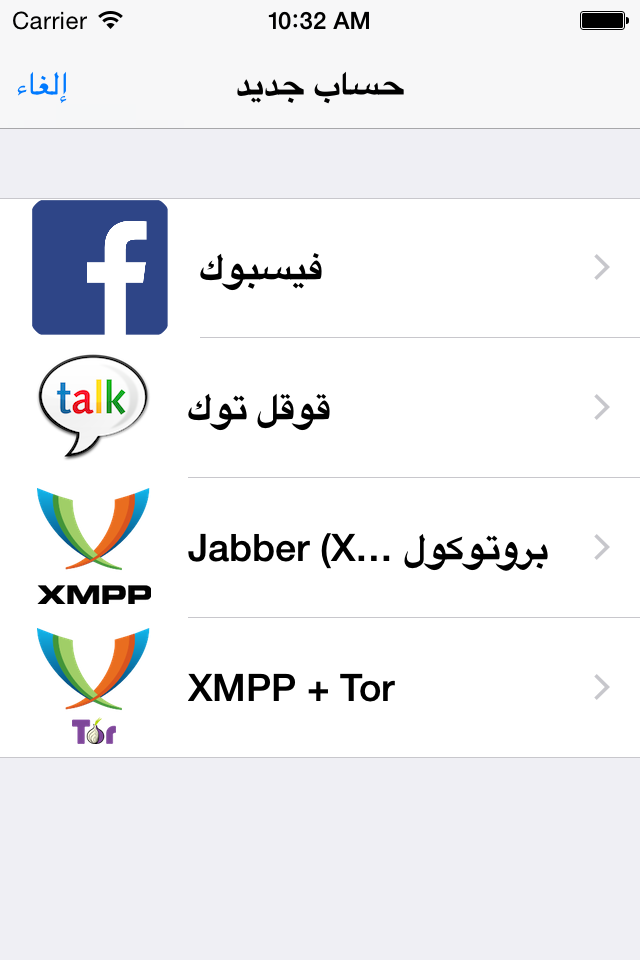 Carrier 10:32 AM
إلغاء
حساب جديد
فيسبوك
talk
قوقل توك
XMPP
بروتوكول Jabber (X...
Tor
XMPP + Tor